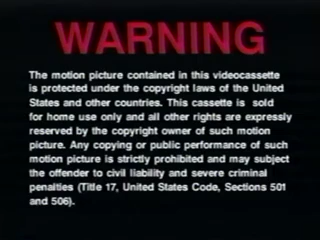 WARNING
The motion picture contained in this videocassette
is protected under the copyright laws of the United
States and other countries. This cassette is sold
for home use only and all other rights are expressly
reserved by the copyright owner of such motion
picture. Any copying or public performance of such
motion picture is strictly prohibited and may subject
the offender to civil liability and severe criminal
penalties (Title 17, United States Code, Sections 501
and 506).